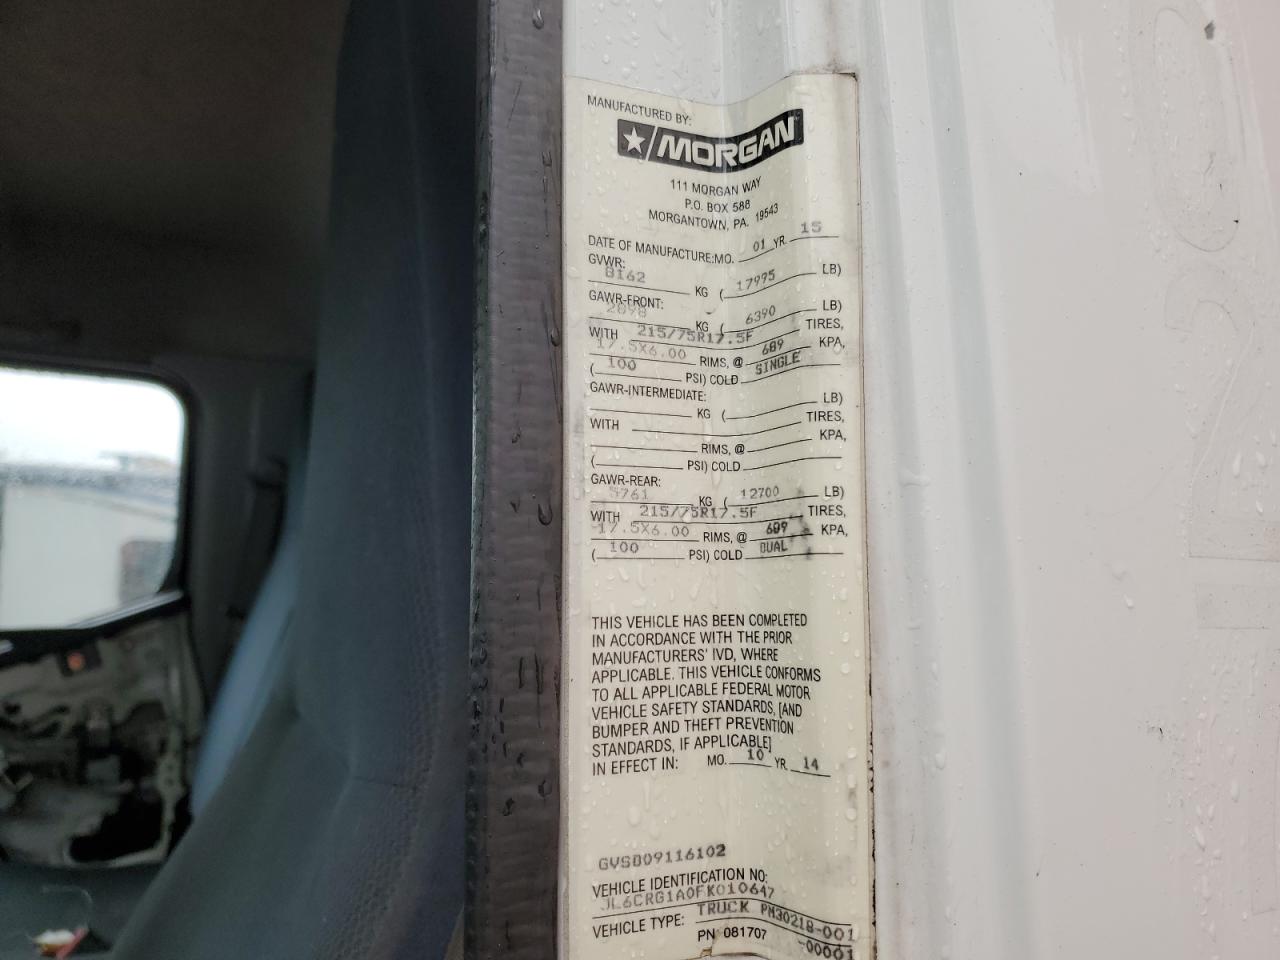 MANUFACTURED BY:
MORGAN
111 MORGAN WAY
P.O. BOX 588
MORGANTOWN, PA. 19543
DATE OF MANUFACTURE: MO. 01 YR. 15
GVWR:
8162 KG ( 17995 LB)
GAWR-FRONT:
2898 KG ( 6390 LB)
WITH 215/75R17.5F TIRES,
17.5X6.00 RIMS, @ 689 KPA,
( 100 PSI) COLD SINGLE
GAWR-INTERMEDIATE:
KG ( LB)
WITH TIRES,
RIMS, @ KPA,
( PSI) COLD
GAWR-REAR:
5761 KG ( 12700 LB)
WITH 215/75R17.5F TIRES,
17.5X6.00 RIMS, @ 689 KPA,
( 100 PSI) COLD DUAL
THIS VEHICLE HAS BEEN COMPLETED
IN ACCORDANCE WITH THE PRIOR
MANUFACTURERS' IVD, WHERE
APPLICABLE. THIS VEHICLE CONFORMS
TO ALL APPLICABLE FEDERAL MOTOR
VEHICLE SAFETY STANDARDS, [AND
BUMPER AND THEFT PREVENTION
STANDARDS, IF APPLICABLE]
IN EFFECT IN: MO. 10 YR. 14
GVSD09116102
VEHICLE IDENTIFICATION NO:
JL6CRG1A0FK010647
VEHICLE TYPE: TRUCK PM30218-001
PN 081707 -00001